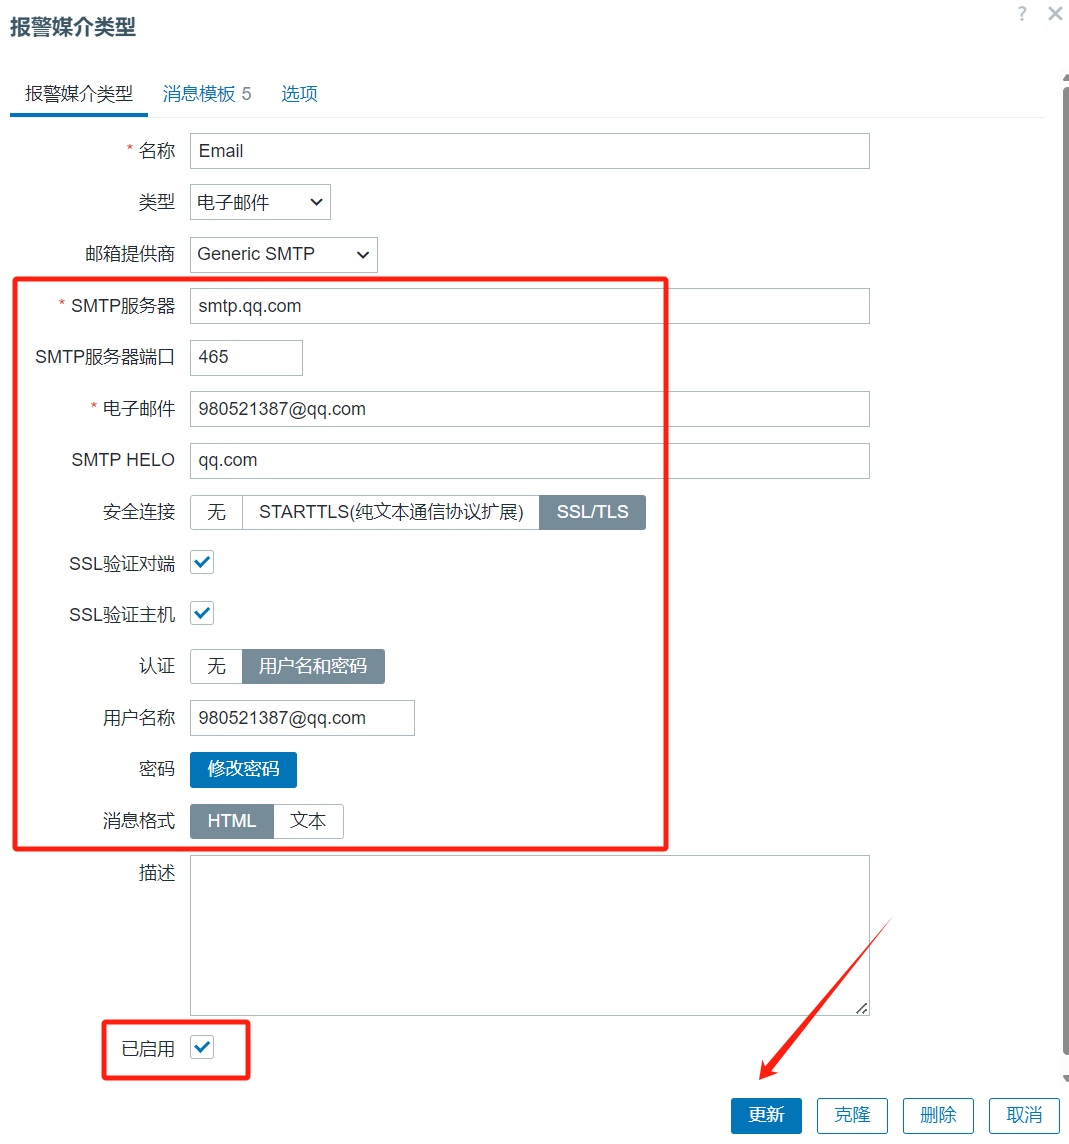 报警媒介类型
?
报警媒介类型 消息模板 5 选项
* 名称 Email
类型 电子邮件
邮箱提供商 Generic SMTP
* SMTP服务器 smtp.qq.com
SMTP服务器端口 465
* 电子邮件 980521387@qq.com
SMTP HELO qq.com
安全连接 无 STARTTLS(纯文本通信协议扩展) SSL/TLS
SSL验证对端
SSL验证主机
认证 无 用户名和密码
用户名称 980521387@qq.com
密码 修改密码
消息格式 HTML 文本
描述
已启用
更新 克隆 删除 取消